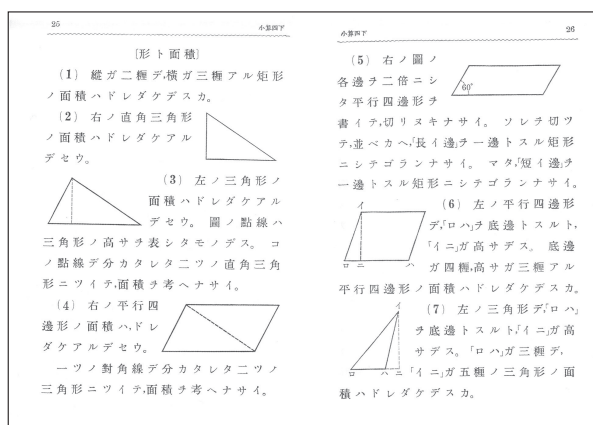 25
小算四下
[形ト面積]
(1) 縱ガ二糎デ,橫ガ三糎アル矩形
ノ面積ハドレダケデスカ。
(2) 右ノ直角三角形
ノ面積ハドレダケアル
デセウ。
(3) 左ノ三角形ノ
面積ハドレダケアル
デセウ。 圖ノ點線ハ
三角形ノ高サヲ表シタモノデス。 コ
ノ點線デ分カタレタ二ツノ直角三角
形ニツイテ,面積ヲ考ヘナサイ。
(4) 右ノ平行四
邊形ノ面積ハ,ドレ
ダケアルデセウ。
一ツノ對角線デ分カタレタ二ツノ
三角形ニツイテ,面積ヲ考ヘナサイ。
小算四下
26
(5) 右ノ圖ノ
各邊ヲ二倍ニシ
タ平行四邊形ヲ
書イテ,切リヌキナサイ。 ソレヲ切ツ
テ,並ベカヘ,「長イ邊」ヲ一邊トスル矩形
ニシテゴランナサイ。 マタ,「短イ邊」ヲ
一邊トスル矩形ニシテゴランナサイ。
60°
(6) 左ノ平行四邊形
デ,「ロハ」ヲ底邊トスルト,
「イニ」ガ高サデス。 底邊
ガ四糎,高サガ三糎アル
平行四邊形ノ面積ハドレダケデスカ。
イ
ロ ニ ハ
(7) 左ノ三角形デ,「ロハ」
ヲ底邊トスルト,「イニ」ガ高
サデス。「ロハ」ガ三糎デ,
「イニ」ガ五糎ノ三角形ノ面
積ハドレダケデスカ。
イ
ロ ハ ニ